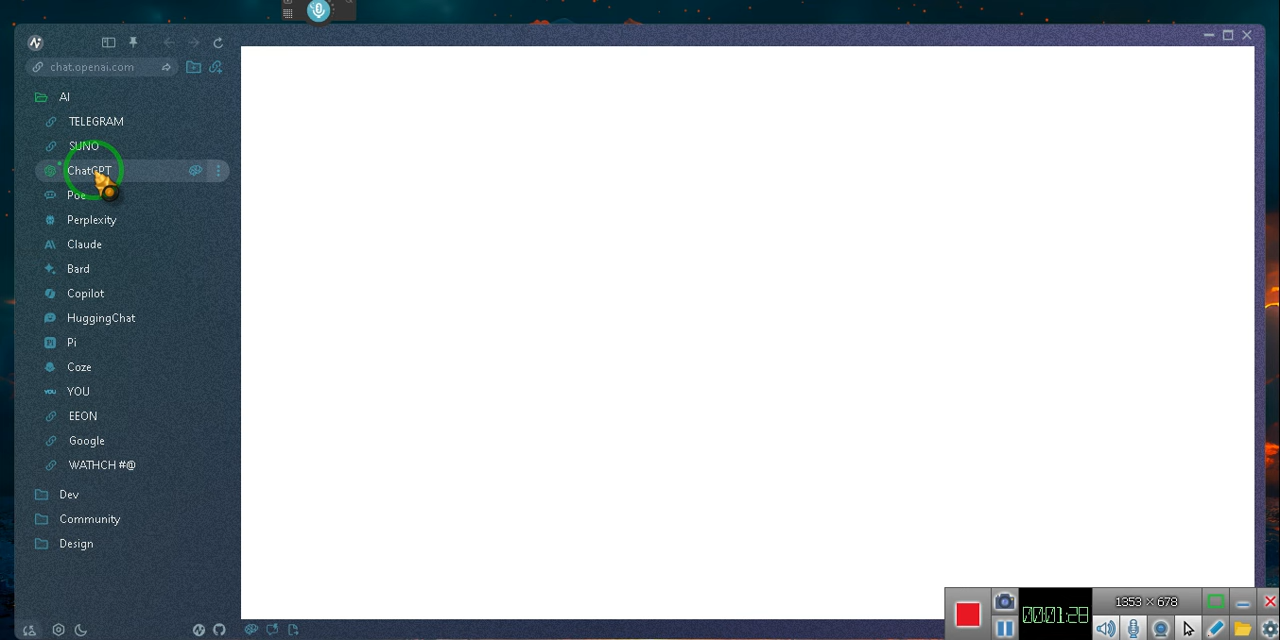 chat.openai.com
AI
TELEGRAM
SUNO
ChatGPT
Poe
Perplexity
Claude
Bard
Copilot
HuggingChat
Pi
Coze
YOU
EEON
Google
WATHCH #@
Dev
Community
Design
1353 × 678
00:01:28